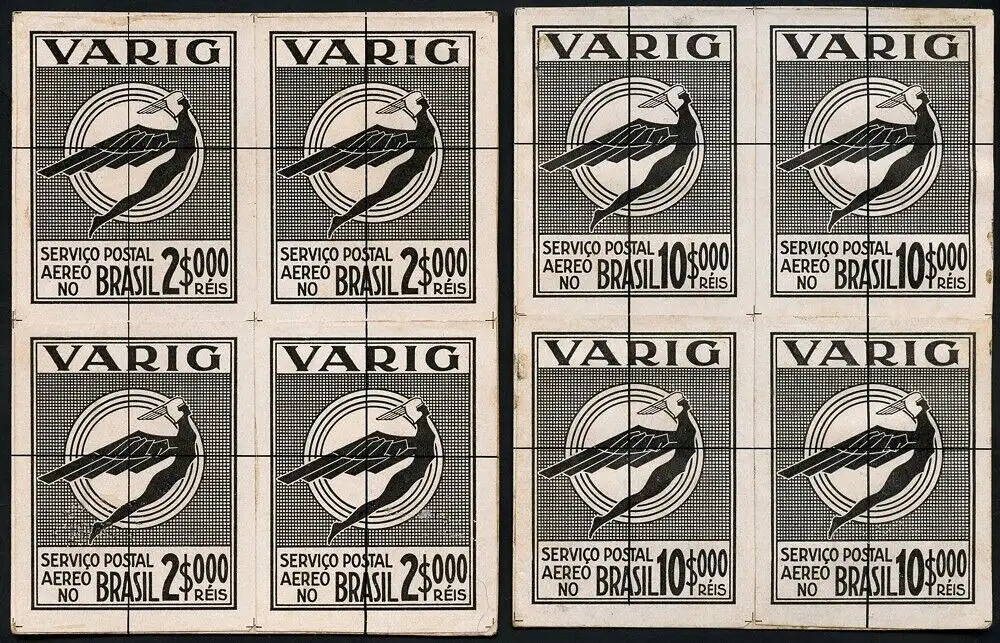 VARIG
SERVIÇO POSTAL
AEREO
NO BRASIL 2$000
RÉIS
VARIG
SERVIÇO POSTAL
AEREO
NO BRASIL 2$000
RÉIS
VARIG
SERVIÇO POSTAL
AEREO
NO BRASIL 10$000
RÉIS
VARIG
SERVIÇO POSTAL
AEREO
NO BRASIL 10$000
RÉIS
VARIG
SERVIÇO POSTAL
AEREO
NO BRASIL 2$000
RÉIS
VARIG
SERVIÇO POSTAL
AEREO
NO BRASIL 2$000
RÉIS
VARIG
SERVIÇO POSTAL
AEREO
NO BRASIL 10$000
RÉIS
VARIG
SERVIÇO POSTAL
AEREO
NO BRASIL 10$000
RÉIS